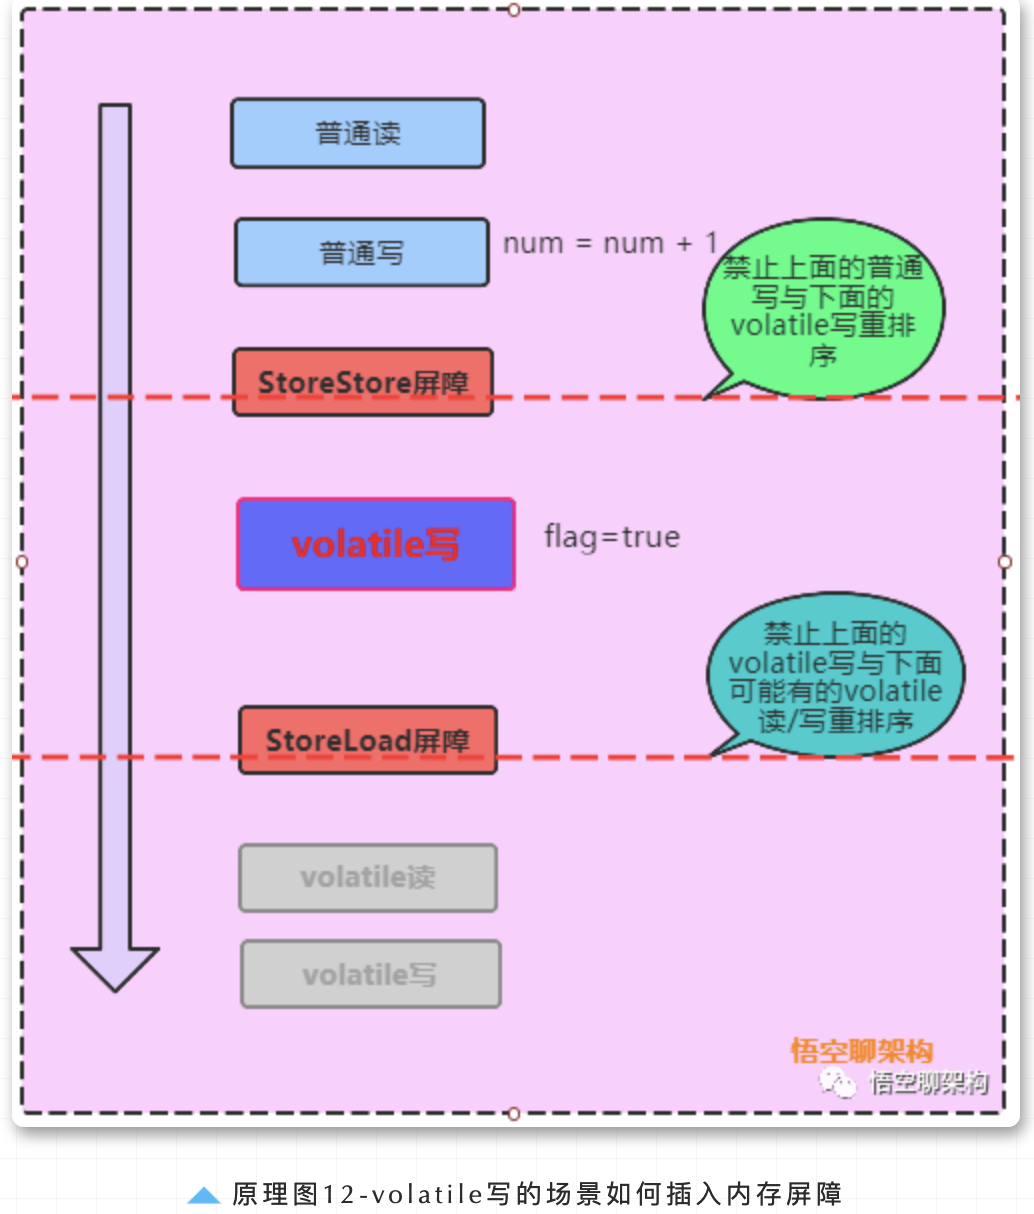 普通读
普通写
num = num + 1
禁止上面的普通
写与下面的
volatile写重排
序
StoreStore屏障
volatile写
flag=true
禁止上面的
volatile写与下面
可能有的volatile
读/写重排序
StoreLoad屏障
volatile读
volatile写
悟空聊架构
悟空聊架构
原理图12-volatile写的场景如何插入内存屏障